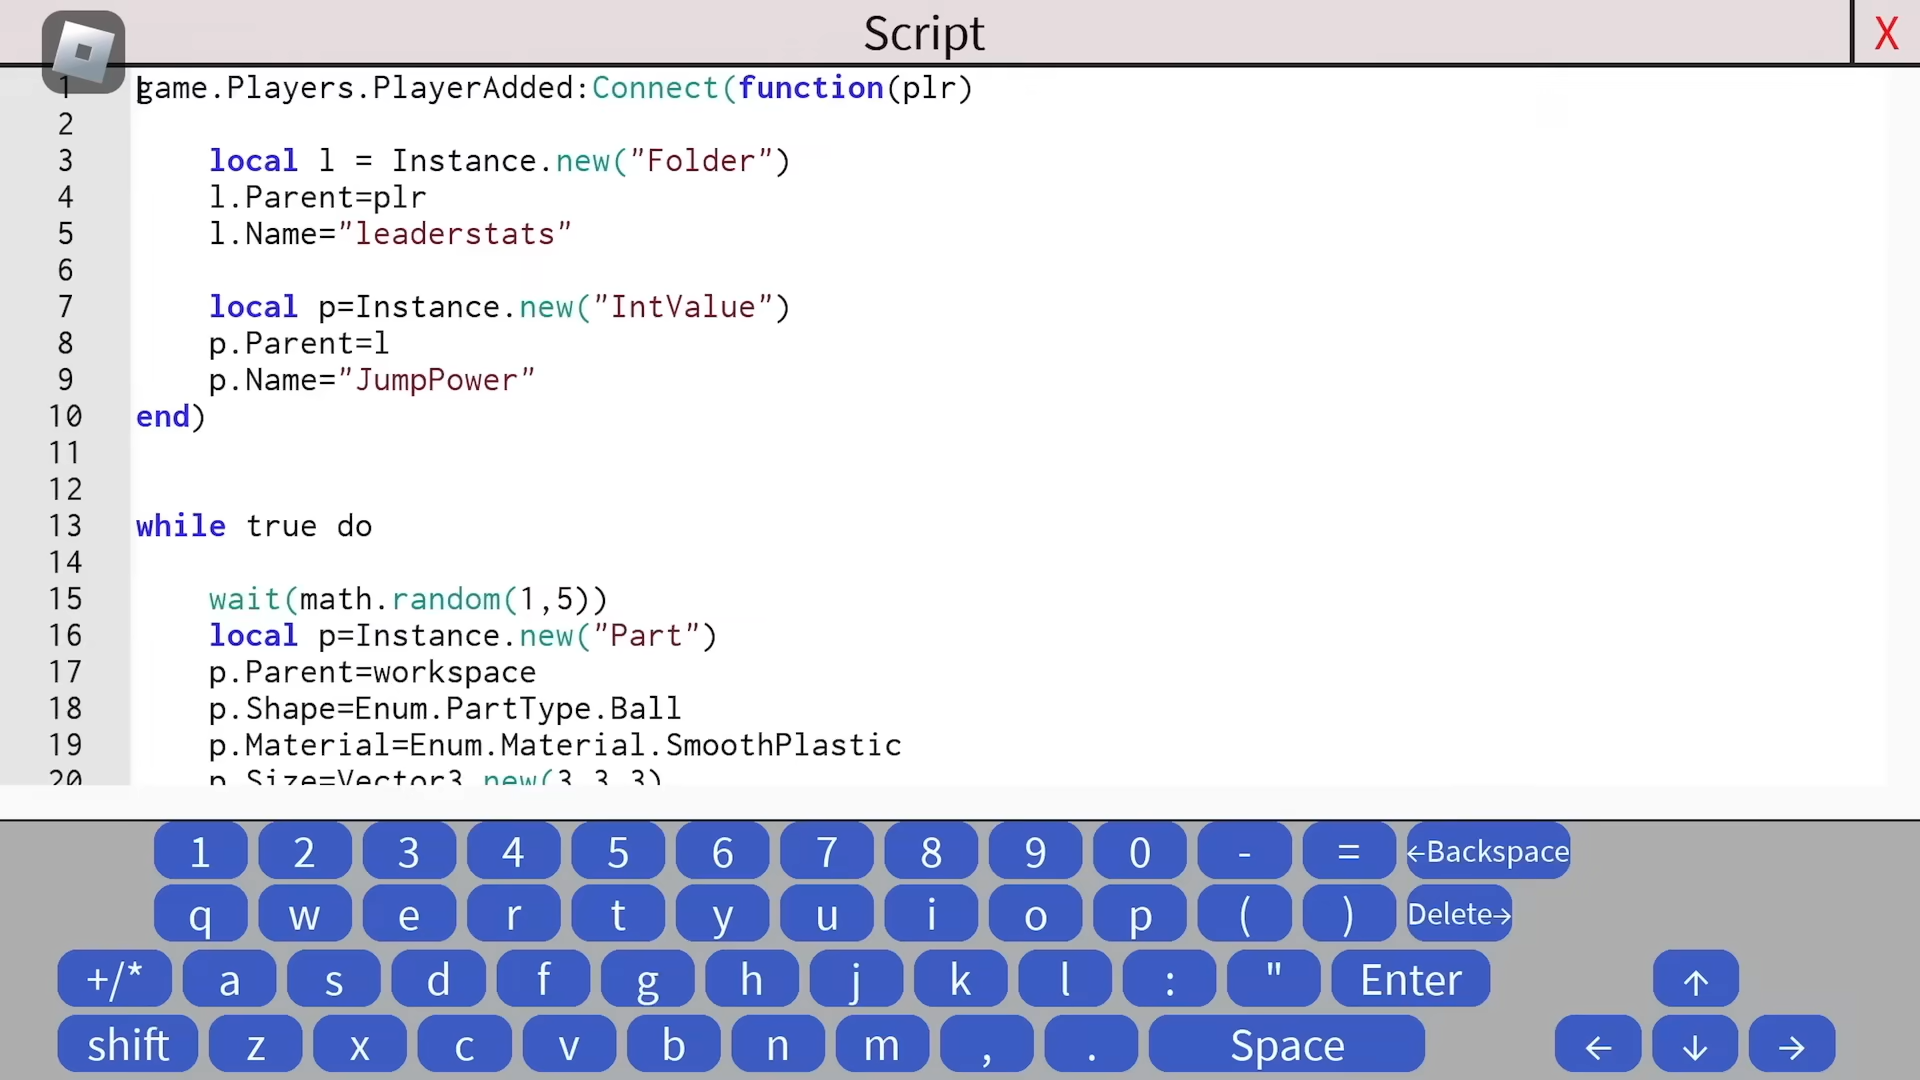 Script
X
1 game.Players.PlayerAdded:Connect(function(plr)
2
3 local l = Instance.new("Folder")
4 l.Parent=plr
5 l.Name="leaderstats"
6
7 local p=Instance.new("IntValue")
8 p.Parent=l
9 p.Name="JumpPower"
10 end)
11
12
13 while true do
14
15 wait(math.random(1,5))
16 local p=Instance.new("Part")
17 p.Parent=workspace
18 p.Shape=Enum.PartType.Ball
19 p.Material=Enum.Material.SmoothPlastic
20 p.Size=Vector3.new(3,3,3)
1 2 3 4 5 6 7 8 9 0 - = ←Backspace
q w e r t y u i o p ( ) Delete→
+/* a s d f g h j k l : " Enter ↑
shift z x c v b n m , . Space ← ↓ →